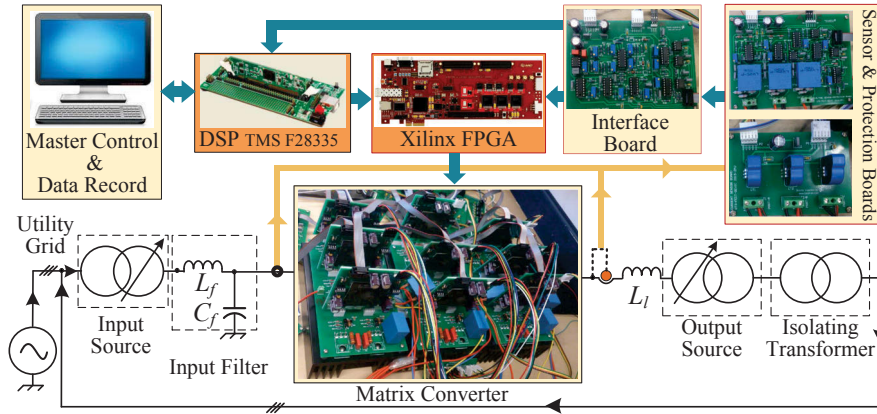 Master Control
&
Data Record
DSP TMS F28335
Xilinx FPGA
Interface
Board
Sensor & Protection Boards
Utility
Grid
Input
Source
L_f
C_f
Input Filter
Matrix Converter
L_l
Output
Source
Isolating
Transformer